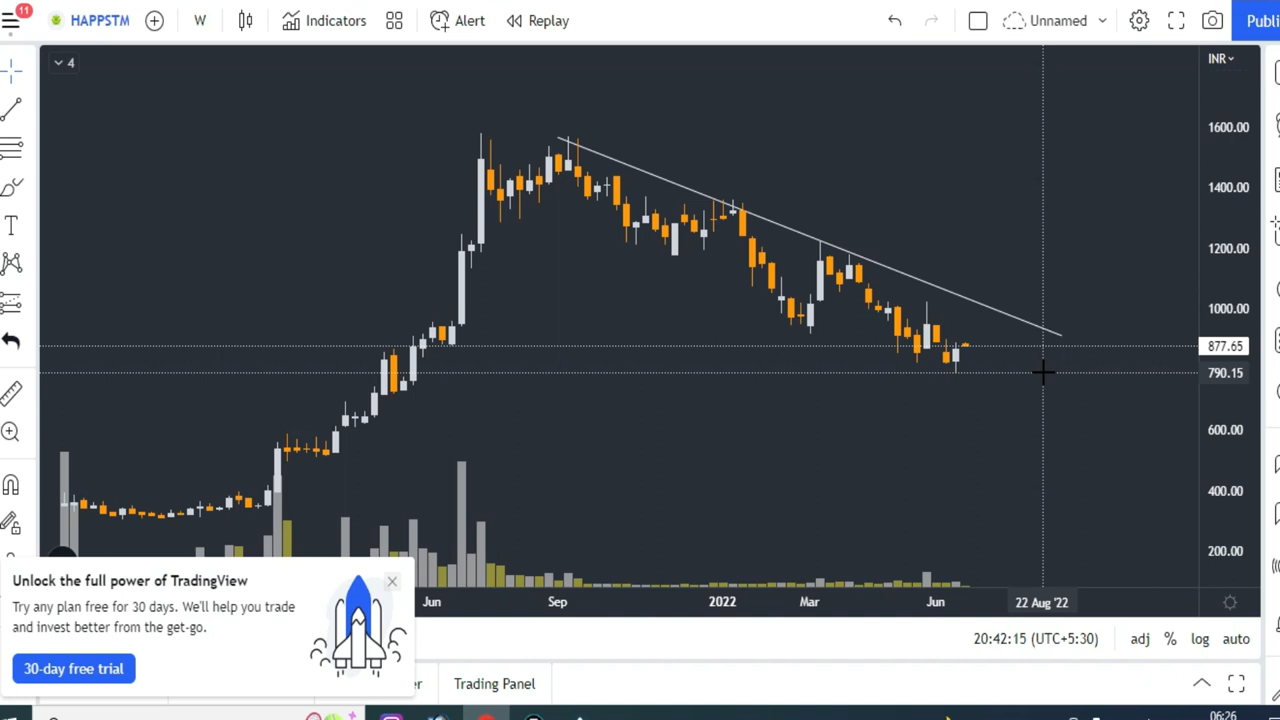 11
HAPPSTM
W
Indicators
Alert
Replay
Unnamed
Publi
4
INR
1600.00
1400.00
1200.00
1000.00
877.65
790.15
600.00
400.00
200.00
Unlock the full power of TradingView
Try any plan free for 30 days. We'll help you trade
and invest better from the get-go.
30-day free trial
Jun
Sep
2022
Mar
Jun
22 Aug '22
20:42:15 (UTC+5:30)
adj
%
log
auto
er
Trading Panel
06:26